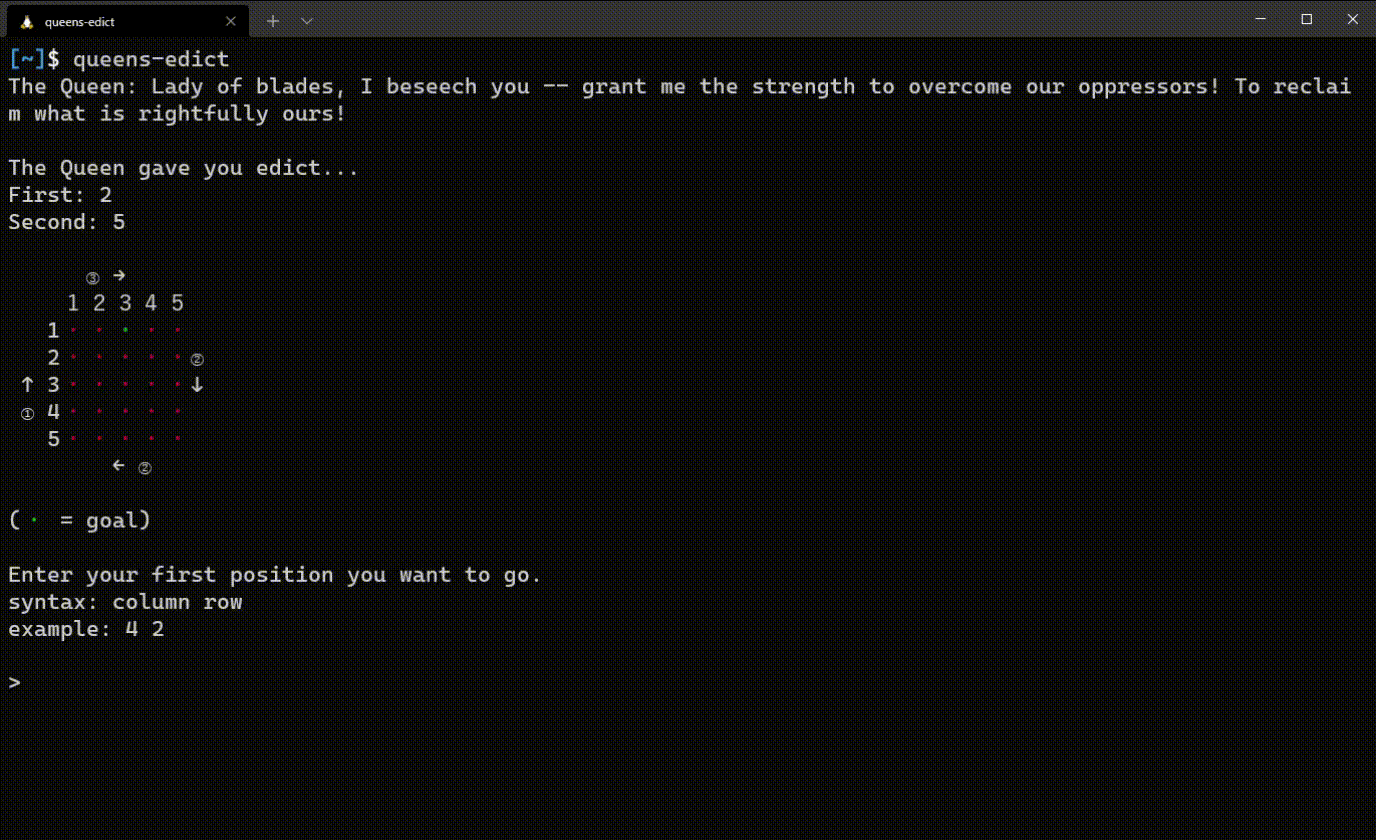 queens-edict
[~]$ queens-edict
The Queen: Lady of blades, I beseech you -- grant me the strength to overcome our oppressors! To reclai
m what is rightfully ours!
The Queen gave you edict...
First: 2
Second: 5
③ →
1 2 3 4 5
1 · · · · ·
2 · · · · · ②
↑ 3 · · · · · ↓
① 4 · · · · ·
5 · · · · ·
← ②
( · = goal)
Enter your first position you want to go.
syntax: column row
example: 4 2
>